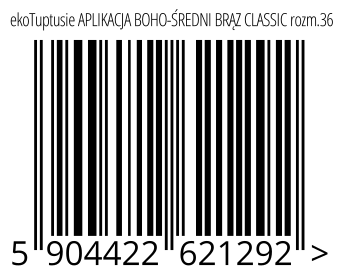 ekoTuptusie APLIKACJA BOHO-ŚREDNI BRĄZ CLASSIC rozm.36
5 904422 621292 >